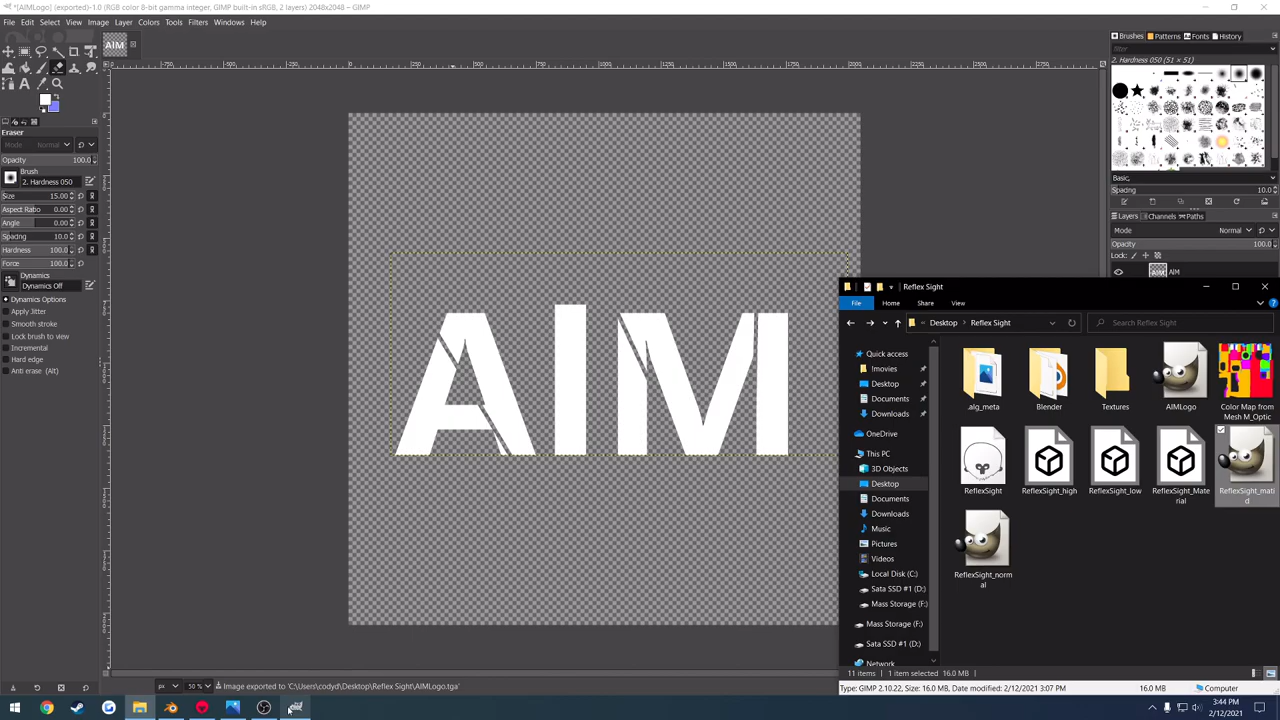 *[AIMLogo] (exported)-1.0 (RGB color 8-bit gamma integer, GIMP built-in sRGB, 2 layers) 2048x2048 – GIMP
File Edit Select View Image Layer Colors Tools Filters Windows Help
AIM
Eraser
Mode Normal
Opacity 100.0
Brush
2. Hardness 050
Size 15.00
Aspect Ratio 0.00
Angle 0.00
Spacing 10.0
Hardness 100.0
Force 100.0
Dynamics
Dynamics Off
Dynamics Options
Apply Jitter
Smooth stroke
Lock brush to view
Incremental
Hard edge
Anti erase (Alt)
AIM
px 50 % Image exported to 'C:\Users\codyd\Desktop\Reflex Sight\AIMLogo.tga'
Brushes Patterns Fonts History
filter
2. Hardness 050 (51 × 51)
Basic,
Spacing 10.0
Layers Channels Paths
Mode Normal
Opacity 100.0
Lock:
AIM
Reflex Sight
File Home Share View
Desktop Reflex Sight
Search Reflex Sight
Quick access
!movies
Desktop
Documents
Downloads
OneDrive
This PC
3D Objects
Desktop
Documents
Downloads
Music
Pictures
Videos
Local Disk (C:)
Sata SSD #1 (D:)
Mass Storage (F:)
Mass Storage (F:)
Sata SSD #1 (D:)
Network
.alg_meta
Blender
Textures
AIMLogo
Color Map from Mesh M_Optic
ReflexSight
ReflexSight_high
ReflexSight_low
ReflexSight_Material
ReflexSight_matid
ReflexSight_normal
11 items 1 item selected 16.0 MB
Type: GIMP 2.10.22, Size: 16.0 MB, Date modified: 2/12/2021 3:07 PM 16.0 MB Computer
3:44 PM
2/12/2021